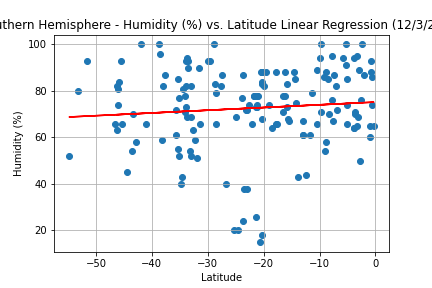 uthern Hemisphere - Humidity (%) vs. Latitude Linear Regression (12/3/2
100
80
60
40
20
Humidity (%)
−50 −40 −30 −20 −10 0
Latitude